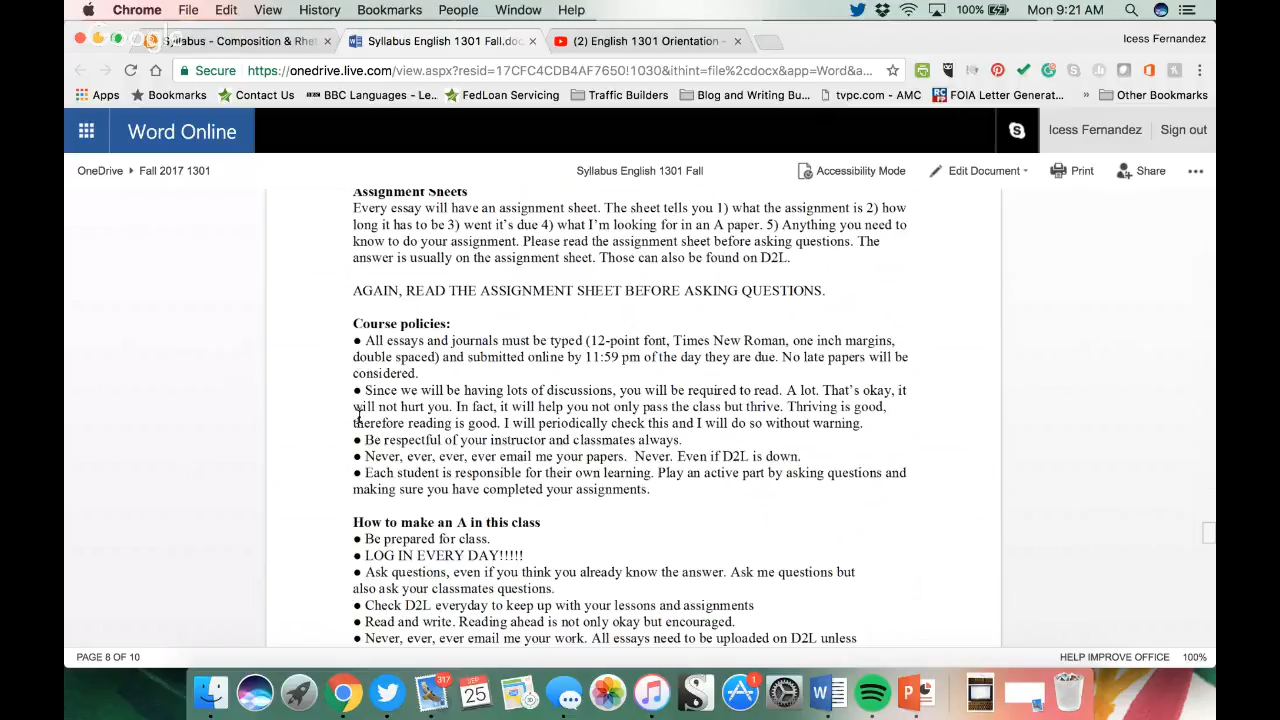 Chrome File Edit View History Bookmarks People Window Help 100% Mon 9:21 AM
Syllabus - Composition & Rhet × Syllabus English 1301 Fall.doc × (2) English 1301 Orientation - × Icess Fernandez
Secure https://onedrive.live.com/view.aspx?resid=17CFC4CDB4AF7650!1030&ithint=file%2cdocx&app=Word&a...
Apps Bookmarks Contact Us BBC Languages - Le... FedLoan Servicing Traffic Builders Blog and Writing Bu... tvpc.com - AMC FOIA Letter Generat... » Other Bookmarks
Word Online Icess Fernandez Sign out
OneDrive Fall 2017 1301 Syllabus English 1301 Fall Accessibility Mode Edit Document Print Share
Assignment Sheets
Every essay will have an assignment sheet. The sheet tells you 1) what the assignment is 2) how
long it has to be 3) went it's due 4) what I'm looking for in an A paper. 5) Anything you need to
know to do your assignment. Please read the assignment sheet before asking questions. The
answer is usually on the assignment sheet. Those can also be found on D2L.
AGAIN, READ THE ASSIGNMENT SHEET BEFORE ASKING QUESTIONS.
Course policies:
● All essays and journals must be typed (12-point font, Times New Roman, one inch margins,
double spaced) and submitted online by 11:59 pm of the day they are due. No late papers will be
considered.
● Since we will be having lots of discussions, you will be required to read. A lot. That's okay, it
will not hurt you. In fact, it will help you not only pass the class but thrive. Thriving is good,
therefore reading is good. I will periodically check this and I will do so without warning.
● Be respectful of your instructor and classmates always.
● Never, ever, ever, ever email me your papers. Never. Even if D2L is down.
● Each student is responsible for their own learning. Play an active part by asking questions and
making sure you have completed your assignments.
How to make an A in this class
● Be prepared for class.
● LOG IN EVERY DAY!!!!!
● Ask questions, even if you think you already know the answer. Ask me questions but
also ask your classmates questions.
● Check D2L everyday to keep up with your lessons and assignments
● Read and write. Reading ahead is not only okay but encouraged.
● Never, ever, ever email me your work. All essays need to be uploaded on D2L unless
PAGE 8 OF 10 HELP IMPROVE OFFICE 100%
317 SEP 25 1